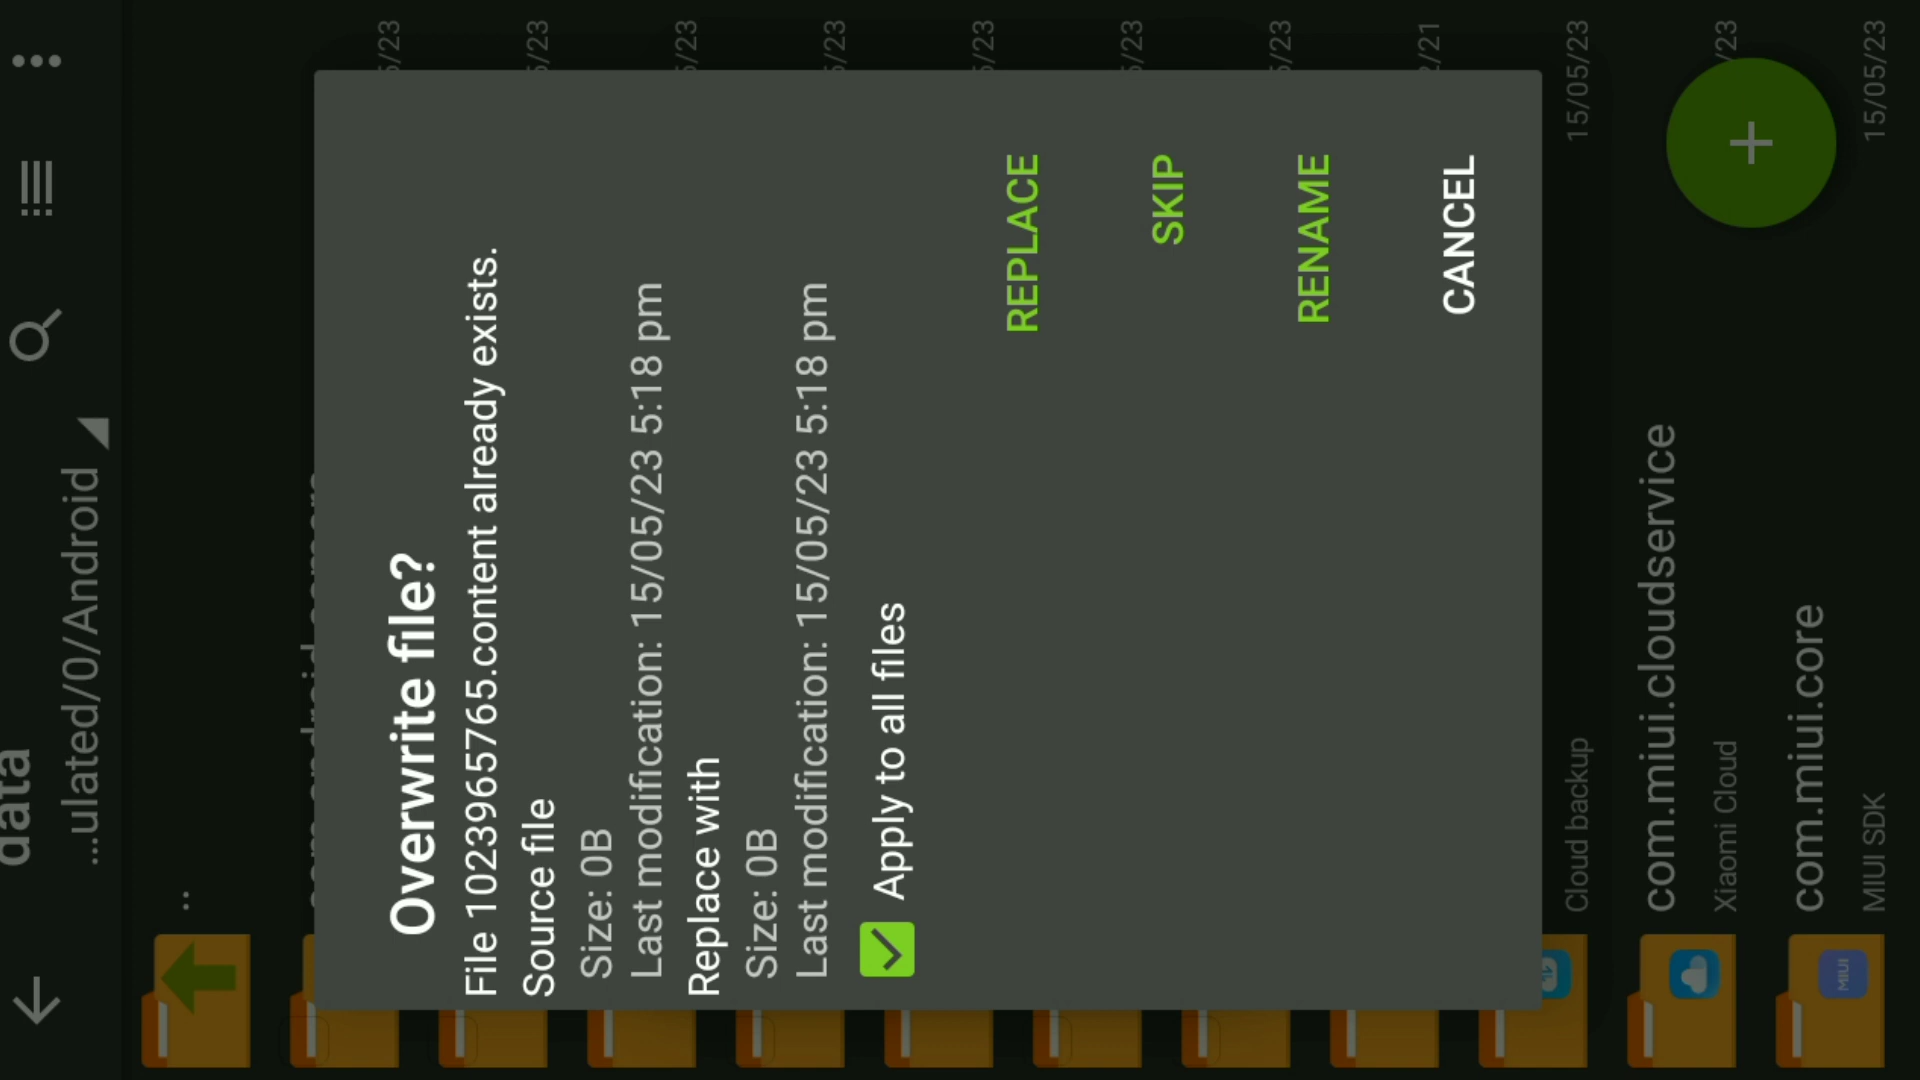 data
...ulated/0/Android
..
Overwrite file?
File 1023965765.content already exists.
Source file
Size: 0B
Last modification: 15/05/23 5:18 pm
Replace with
Size: 0B
Last modification: 15/05/23 5:18 pm
Apply to all files
REPLACE
SKIP
RENAME
CANCEL
Cloud backup
15/05/23
com.miui.cloudservice
Xiaomi Cloud
/23
com.miui.core
MIUI
MIUI SDK
15/05/23